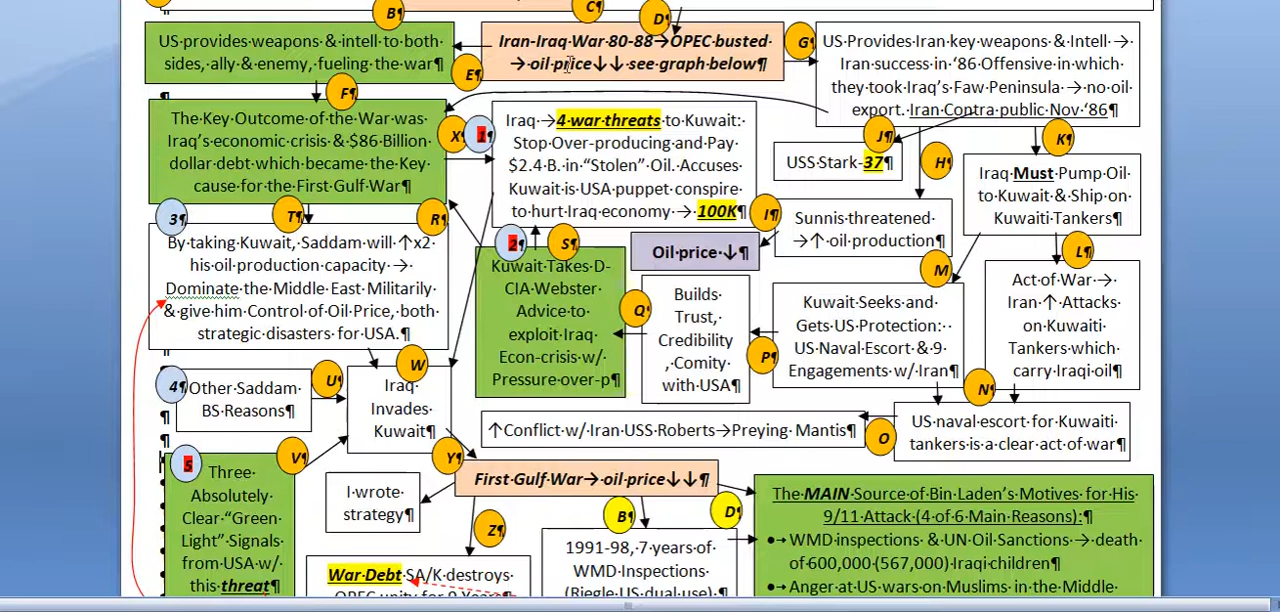 B
C
D
US provides weapons & intell to both
sides, ally & enemy, fueling the war¶
E
Iran-Iraq War 80-88→OPEC busted
→ oil price↓↓ see graph below¶
G¶
US Provides Iran key weapons & Intell →
Iran success in ‘86 Offensive in which
they took Iraq’s Faw Peninsula → no oil
export. Iran Contra public Nov ‘86¶
F¶
The Key Outcome of the War was
Iraq’s economic crisis & $86 Billion
dollar debt which became the Key
cause for the First Gulf War¶
X¶
1¶
Iraq → 4 war threats to Kuwait:
Stop Over-producing and Pay
$2.4 B. in “Stolen” Oil. Accuses
Kuwait is USA puppet conspire
to hurt Iraq economy → 100K¶
J¶
USS Stark 37¶
H¶
K¶
Iraq Must Pump Oil
to Kuwait & Ship on
Kuwaiti Tankers¶
3¶
T¶
R¶
By taking Kuwait, Saddam will ↑x2
his oil production capacity →
Dominate the Middle East Militarily
& give him Control of Oil Price, both
strategic disasters for USA.¶
I¶
Sunnis threatened
→↑ oil production¶
Oil price ↓¶
2¶
S¶
Kuwait Takes D-
CIA Webster
Advice to
exploit Iraq
Econ-crisis w/
Pressure over-p¶
Q¶
Builds
Trust,
Credibility
, Comity
with USA¶
P¶
M¶
Kuwait Seeks and
Gets US Protection:
US Naval Escort & 9
Engagements w/ Iran¶
L¶
Act of War →
Iran ↑ Attacks
on Kuwaiti
Tankers which
carry Iraqi oil¶
4¶
Other Saddam
BS Reasons¶
U¶
W¶
Iraq
Invades
Kuwait¶
N¶
US naval escort for Kuwaiti
tankers is a clear act of war¶
O
↑Conflict w/ Iran USS Roberts→Preying Mantis¶
5
V¶
Three
Absolutely
Clear “Green
Light” Signals
from USA w/
this threat¶
I wrote
strategy¶
Y¶
First Gulf War→ oil price↓↓¶
Z¶
War Debt SA/K destroys
OPEC unity for 9 Years
B¶
1991-98, 7 years of
WMD Inspections
(Riegle US dual use)
D¶
The MAIN Source of Bin Laden’s Motives for His
9/11 Attack (4 of 6 Main Reasons):¶
●→ WMD inspections & UN Oil Sanctions → death
of 600,000 (567,000) Iraqi children¶
●→ Anger at US wars on Muslims in the Middle